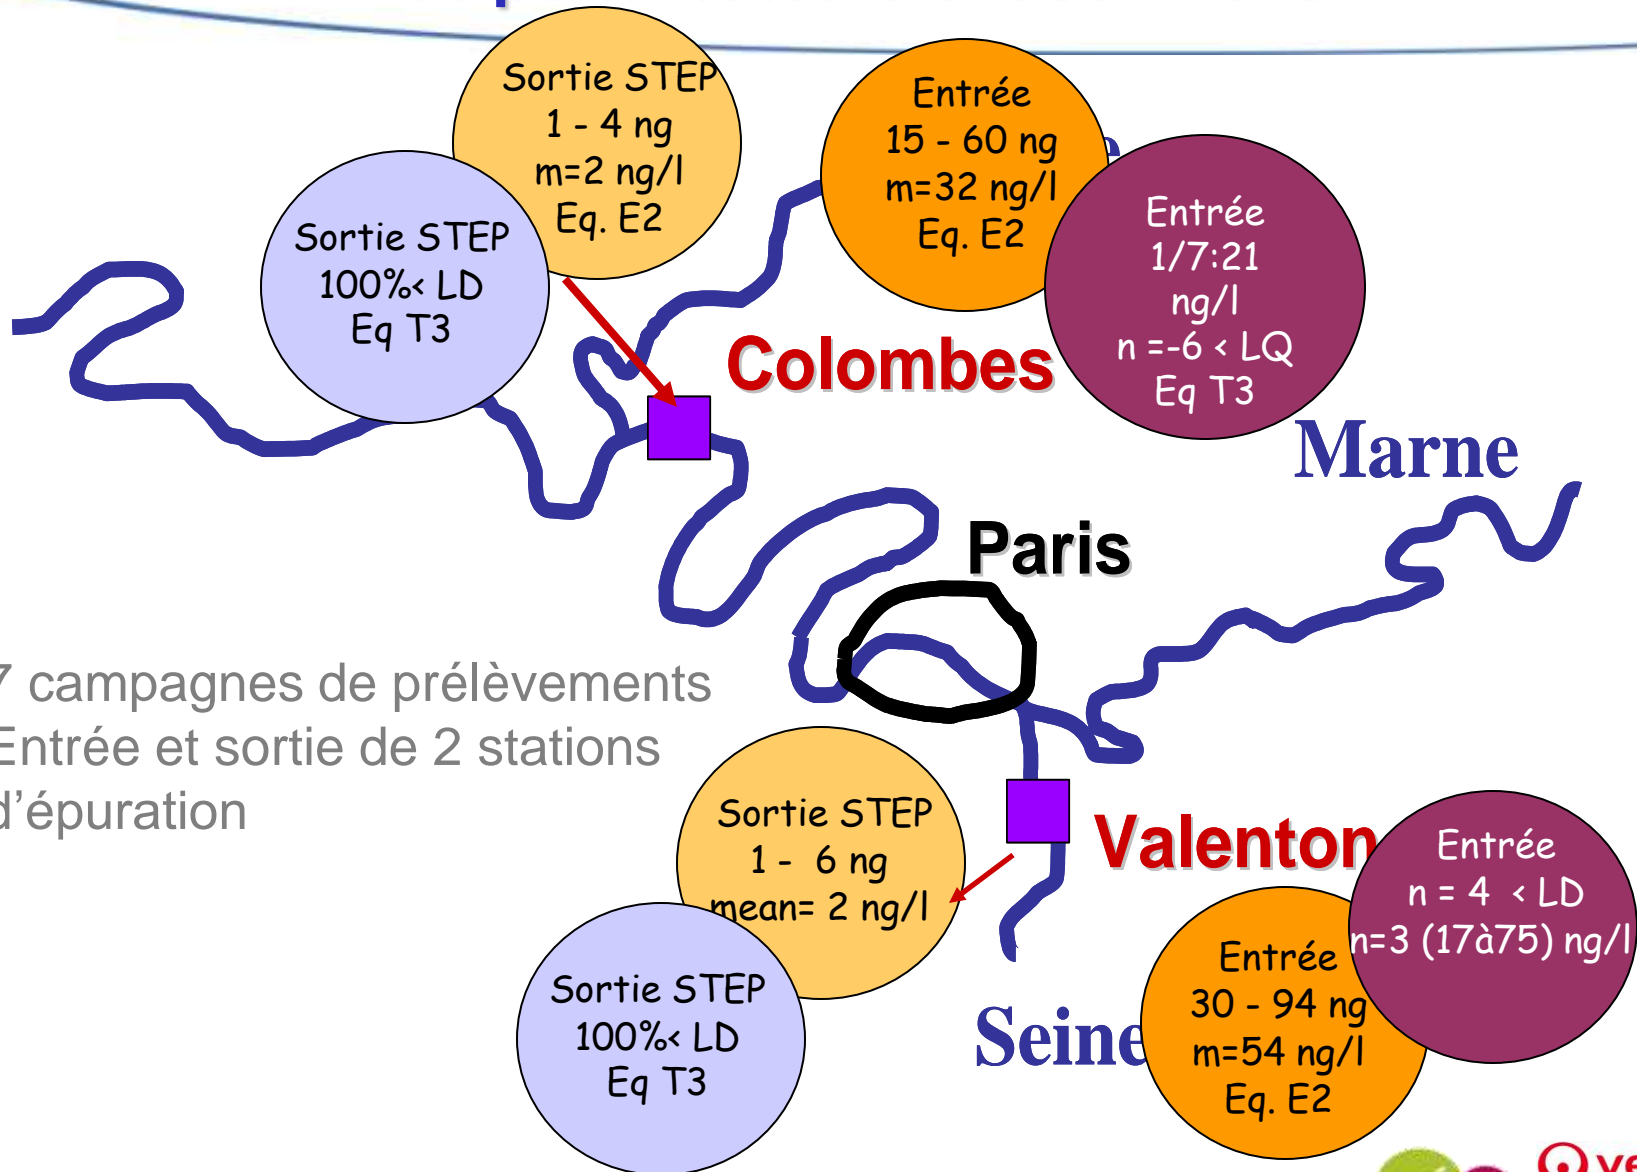 Sortie STEP
1 - 4 ng
m=2 ng/l
Eq. E2
Entrée
15 - 60 ng
m=32 ng/l
Eq. E2
Sortie STEP
100%< LD
Eq T3
Entrée
1/7:21
ng/l
n =-6 < LQ
Eq T3
Colombes
Marne
Paris
7 campagnes de prélèvements
Entrée et sortie de 2 stations
d'épuration
Sortie STEP
1 - 6 ng
mean= 2 ng/l
Valenton
Entrée
n = 4 < LD
n=3 (17à75) ng/l
Sortie STEP
100%< LD
Eq T3
Seine
Entrée
30 - 94 ng
m=54 ng/l
Eq. E2